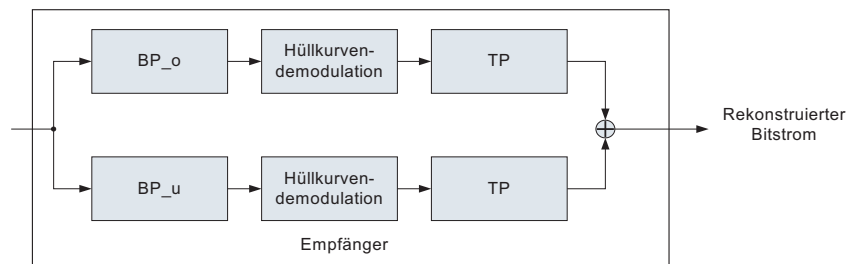 BP_o
Hüllkurven-
demodulation
TP
Rekonstruierter
Bitstrom
BP_u
Hüllkurven-
demodulation
TP
Empfänger